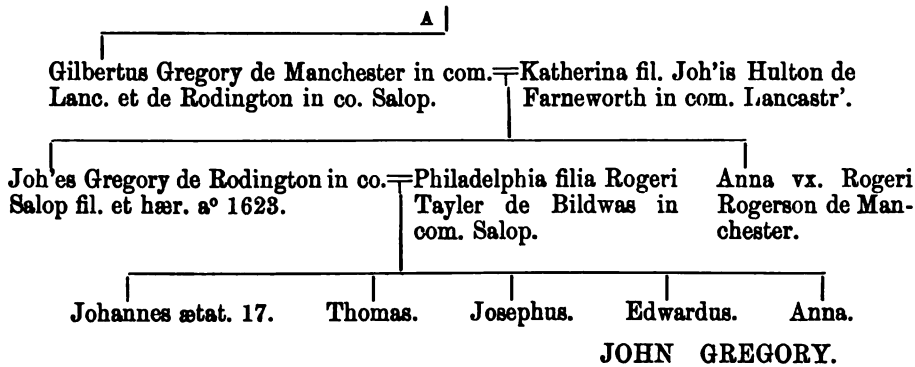 A
Gilbertus Gregory de Manchester in com.=Katherina fil. Joh'is Hulton de
Lanc. et de Rodington in co. Salop. Farneworth in com. Lancastr'.
Joh'es Gregory de Rodington in co.=Philadelphia filia Rogeri Anna vx. Rogeri
Salop fil. et hær. aº 1623. Tayler de Bildwas in Rogerson de Man-
com. Salop. chester.
Johannes ætat. 17. Thomas. Josephus. Edwardus. Anna.
JOHN GREGORY.